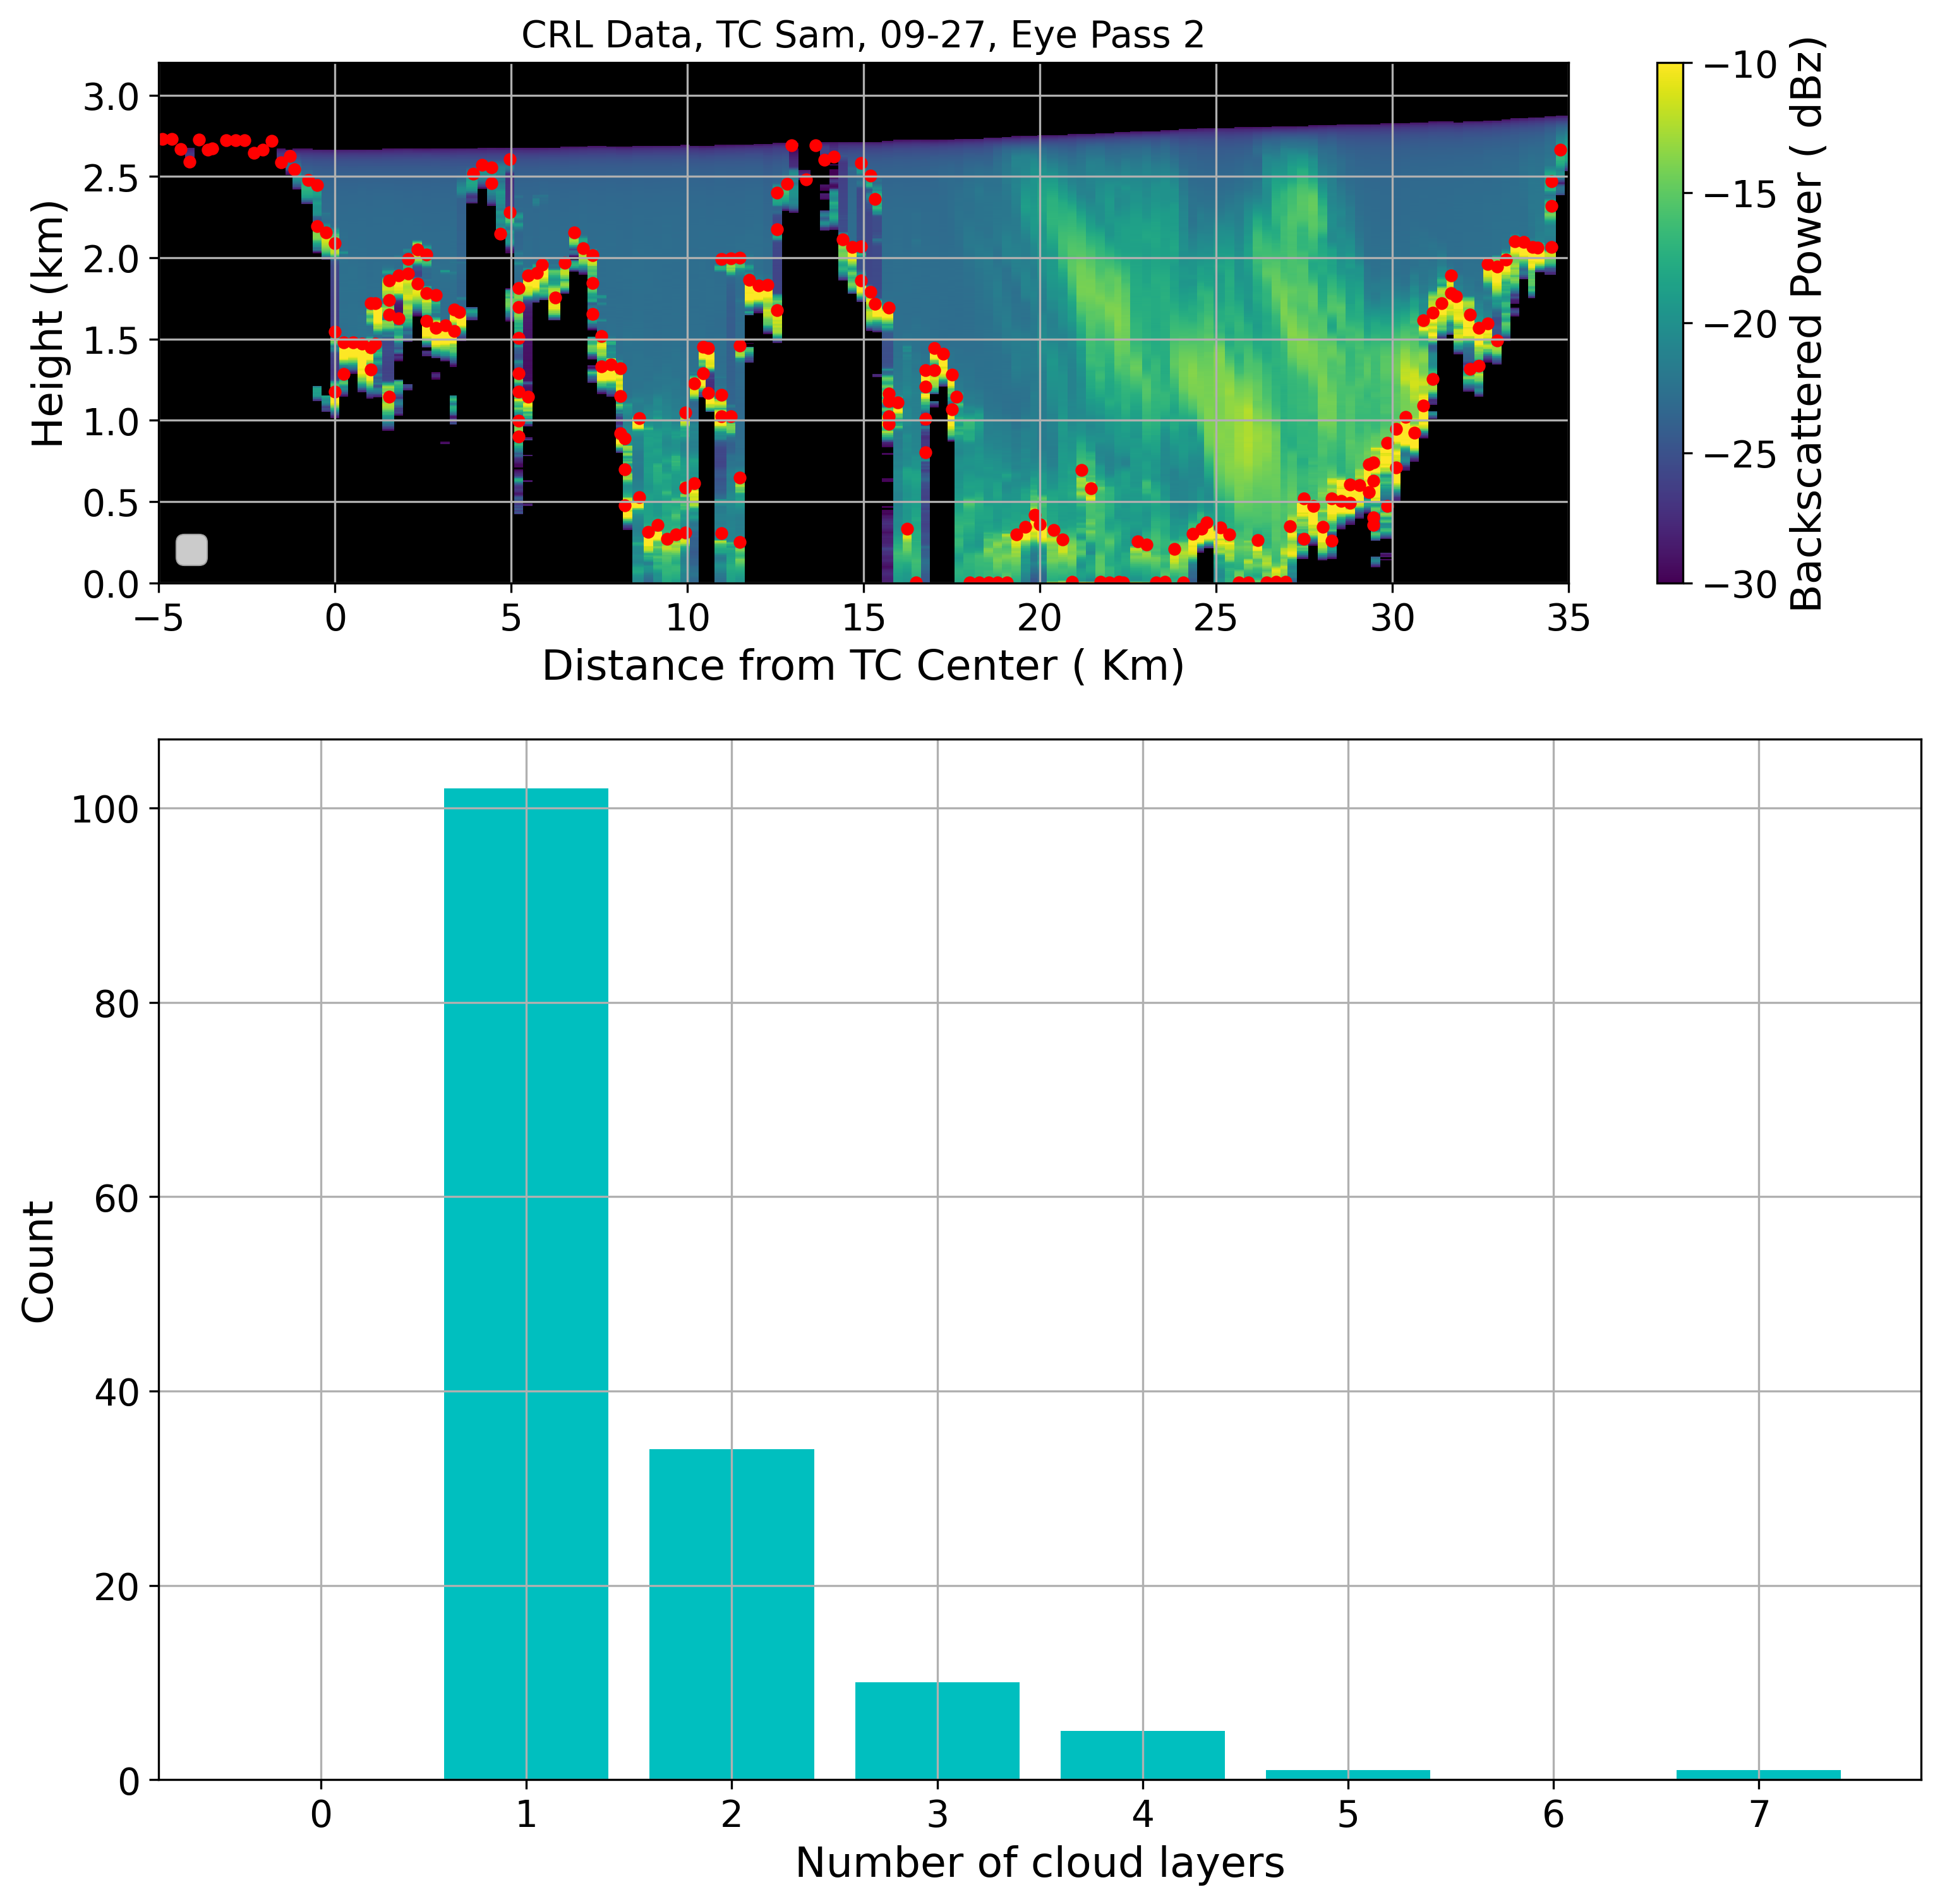 CRL Data, TC Sam, 09-27, Eye Pass 2
3.0
2.5
2.0
1.5
1.0
0.5
0.0
Height (km)
−5 0 5 10 15 20 25 30 35
Distance from TC Center ( Km)
−10
−15
−20
−25
−30
Backscattered Power ( dBz)
100
80
60
40
20
0
Count
0 1 2 3 4 5 6 7
Number of cloud layers